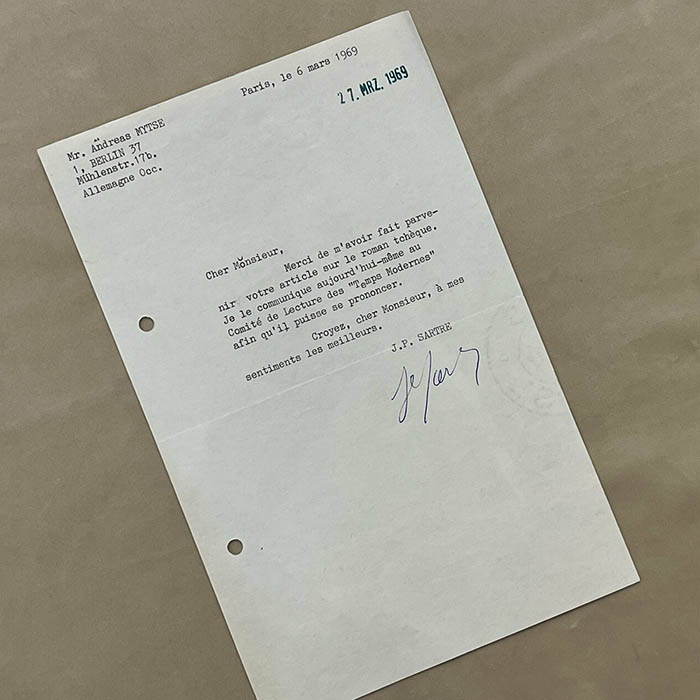 Paris, le 6 mars 1969
27. MRZ. 1969
Mr. Andreas MYTSE
1, BERLIN 37
Mühlenstr.17b.
Allemagne Occ.
Cher Monsieur,
Merci de m'avoir fait parve-
nir votre article sur le roman tchèque.
Je le communique aujourd'hui-même au
Comité de Lecture des "Temps Modernes"
afin qu'il puisse se prononcer.
Croyez, cher Monsieur, à mes
sentiments les meilleurs.
J.P. SARTRE